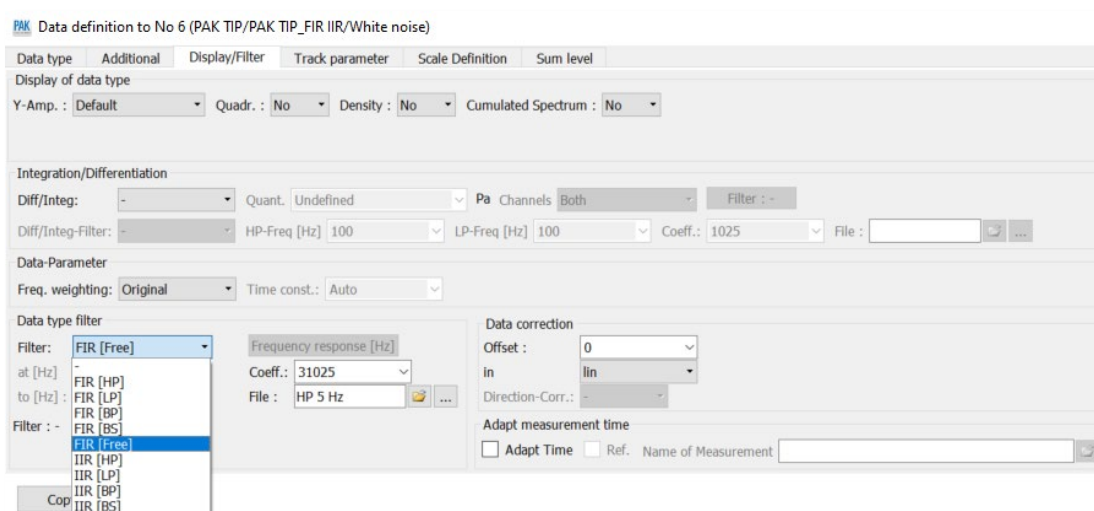 PAK Data definition to No 6 (PAK TIP/PAK TIP_FIR IIR/White noise)
Data type Additional Display/Filter Track parameter Scale Definition Sum level
Display of data type
Y-Amp. : Default Quadr. : No Density : No Cumulated Spectrum : No
Integration/Differentiation
Diff/Integ: - Quant. Undefined Pa Channels Both Filter : -
Diff/Integ-Filter: - HP-Freq [Hz] 100 LP-Freq [Hz] 100 Coeff.: 1025 File : ...
Data-Parameter
Freq. weighting: Original Time const.: Auto
Data type filter
Filter: FIR [Free] Frequency response [Hz]
at [Hz] Coeff.: 31025
to [Hz] : File : HP 5 Hz ...
Filter : -
-
FIR [HP]
FIR [LP]
FIR [BP]
FIR [BS]
FIR [Free]
IIR [HP]
IIR [LP]
IIR [BP]
IIR [BS]
Data correction
Offset : 0
in lin
Direction-Corr.: -
Adapt measurement time
Adapt Time Ref. Name of Measurement
Cop